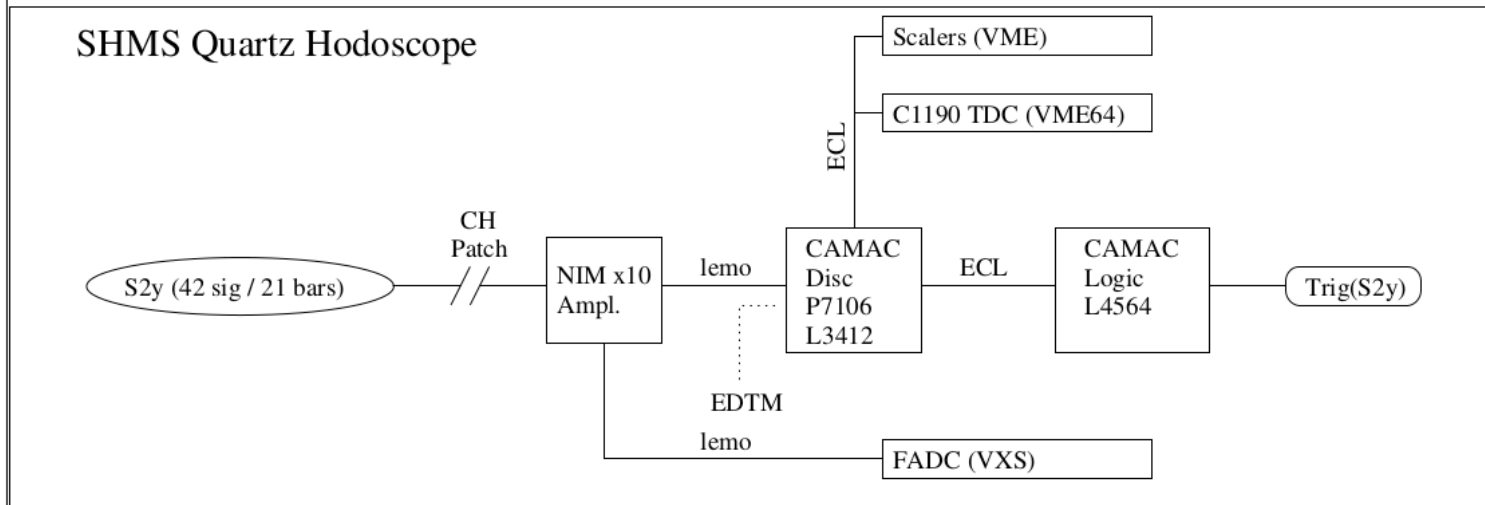 SHMS Quartz Hodoscope
Scalers (VME)
C1190 TDC (VME64)
ECL
CH
Patch
S2y (42 sig / 21 bars)
NIM x10
Ampl.
lemo
CAMAC
Disc
P7106
L3412
ECL
CAMAC
Logic
L4564
Trig(S2y)
EDTM
lemo
FADC (VXS)